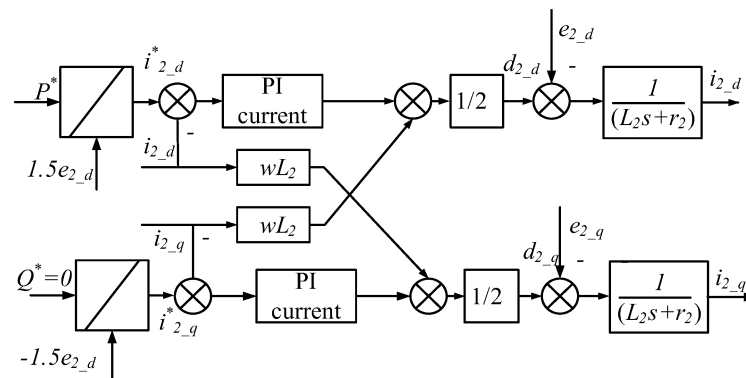 e2_d
i*2_d
d2_d
-
i2_d
P*
PI
current
1/2
1
(L2s+r2)
-
i2_d
wL2
1.5e2_d
wL2
i2_q
-
e2_q
d2_q
-
i2_q
Q*=0
PI
current
1/2
1
(L2s+r2)
i*2_q
-1.5e2_d